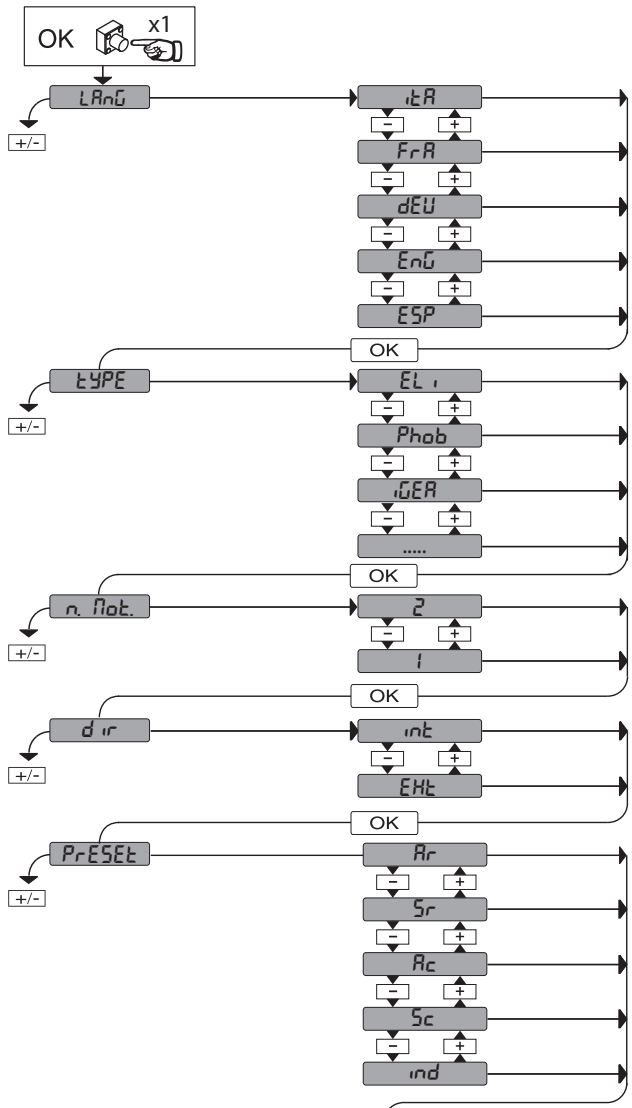 OK x1
LAnG
+/-
itA
- +
FrA
- +
dEU
- +
EnG
- +
ESP
OK
tYPE
+/-
ELi
- +
Phob
- +
iGEA
- +
.....
OK
n. Mot.
+/-
2
- +
1
OK
dir
+/-
int
- +
EHt
OK
PrESEt
+/-
Ar
- +
Sr
- +
Ac
- +
Sc
- +
ind